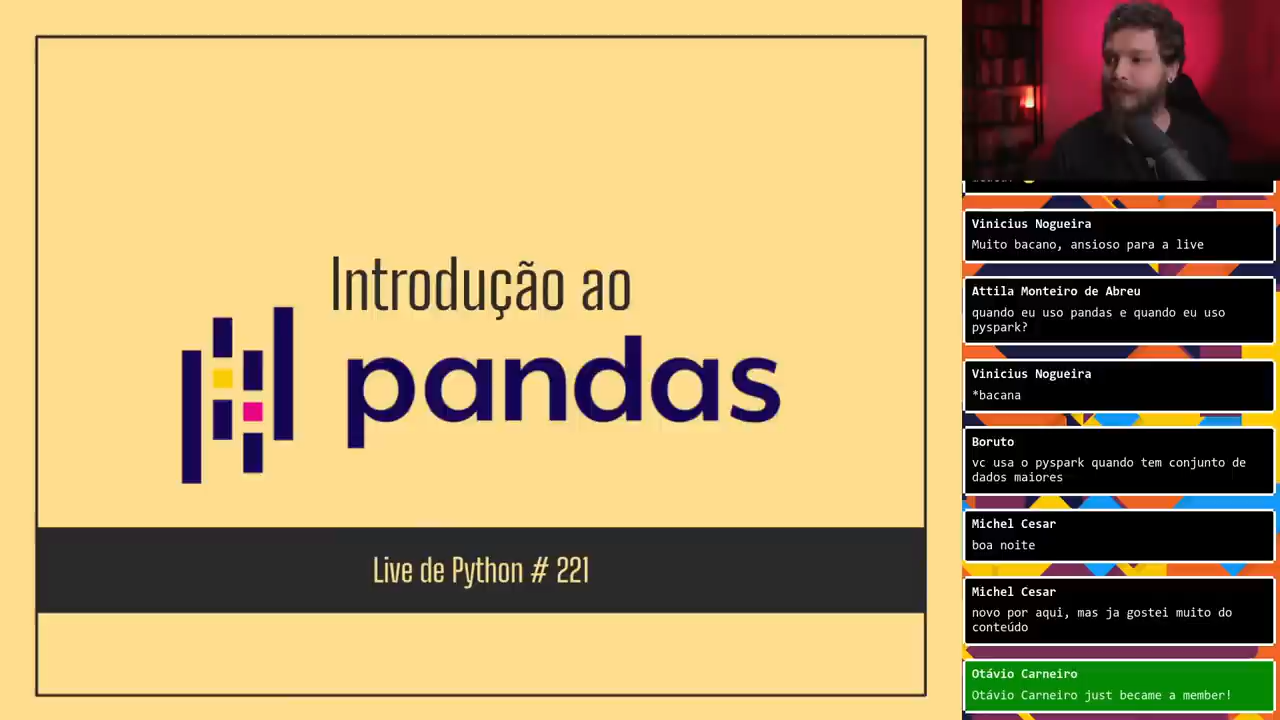 Introdução ao
pandas
Live de Python # 221
Vinicius Nogueira
Muito bacano, ansioso para a live
Attila Monteiro de Abreu
quando eu uso pandas e quando eu uso
pyspark?
Vinicius Nogueira
*bacana
Boruto
vc usa o pyspark quando tem conjunto de
dados maiores
Michel Cesar
boa noite
Michel Cesar
novo por aqui, mas ja gostei muito do
conteúdo
Otávio Carneiro
Otávio Carneiro just became a member!